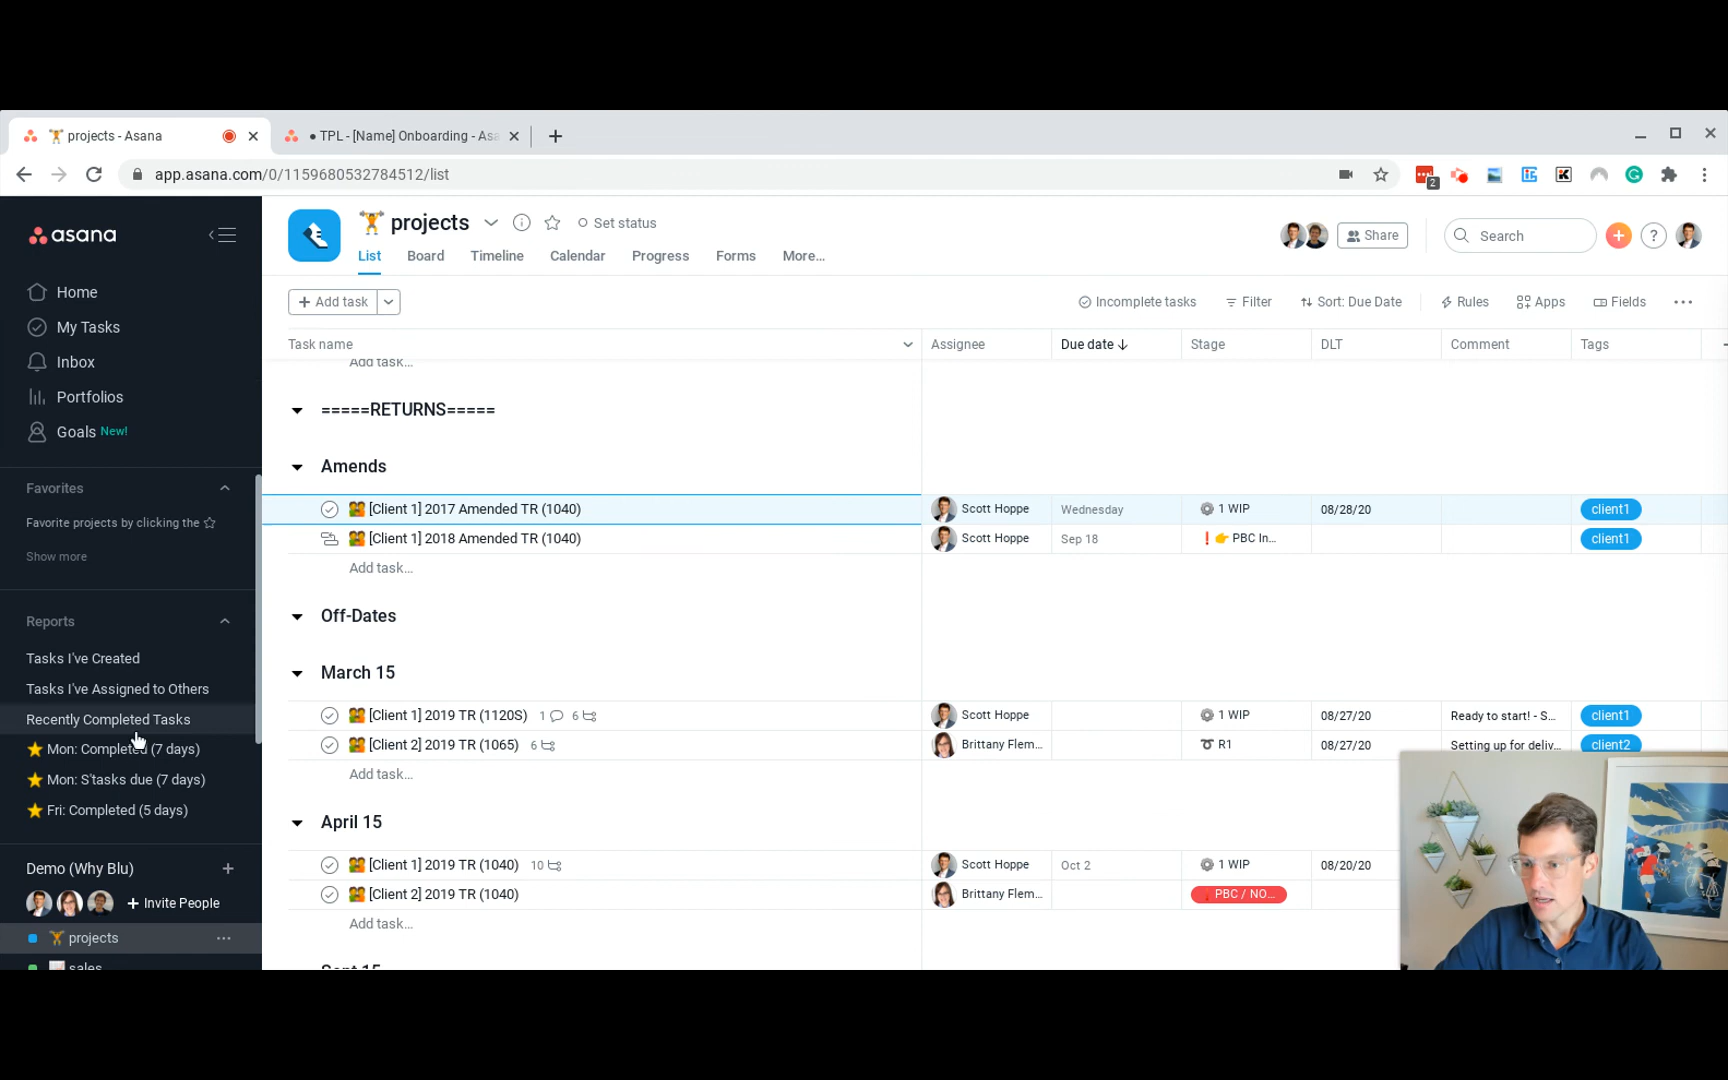 projects - Asana
TPL - [Name] Onboarding - Asa
app.asana.com/0/1159680532784512/list
2
asana
projects
Set status
Share
Search
?
List Board Timeline Calendar Progress Forms More...
Home
My Tasks
Inbox
Portfolios
Goals New!
Favorites
Favorite projects by clicking the
Show more
Reports
Tasks I've Created
Tasks I've Assigned to Others
Recently Completed Tasks
Mon: Completed (7 days)
Mon: S'tasks due (7 days)
Fri: Completed (5 days)
Demo (Why Blu) +
+ Invite People
projects
sales
+ Add task
Incomplete tasks Filter Sort: Due Date Rules Apps Fields
Task name Assignee Due date Stage DLT Comment Tags
Add task...
=====RETURNS=====
Amends
[Client 1] 2017 Amended TR (1040) Scott Hoppe Wednesday 1 WIP 08/28/20 client1
[Client 1] 2018 Amended TR (1040) Scott Hoppe Sep 18 PBC In... client1
Add task...
Off-Dates
March 15
[Client 1] 2019 TR (1120S) 1 6 Scott Hoppe 1 WIP 08/27/20 Ready to start! - S... client1
[Client 2] 2019 TR (1065) 6 Brittany Flem... R1 08/27/20 Setting up for deliv... client2
Add task...
April 15
[Client 1] 2019 TR (1040) 10 Scott Hoppe Oct 2 1 WIP 08/20/20
[Client 2] 2019 TR (1040) Brittany Flem... PBC / NO...
Add task...
Sept 15